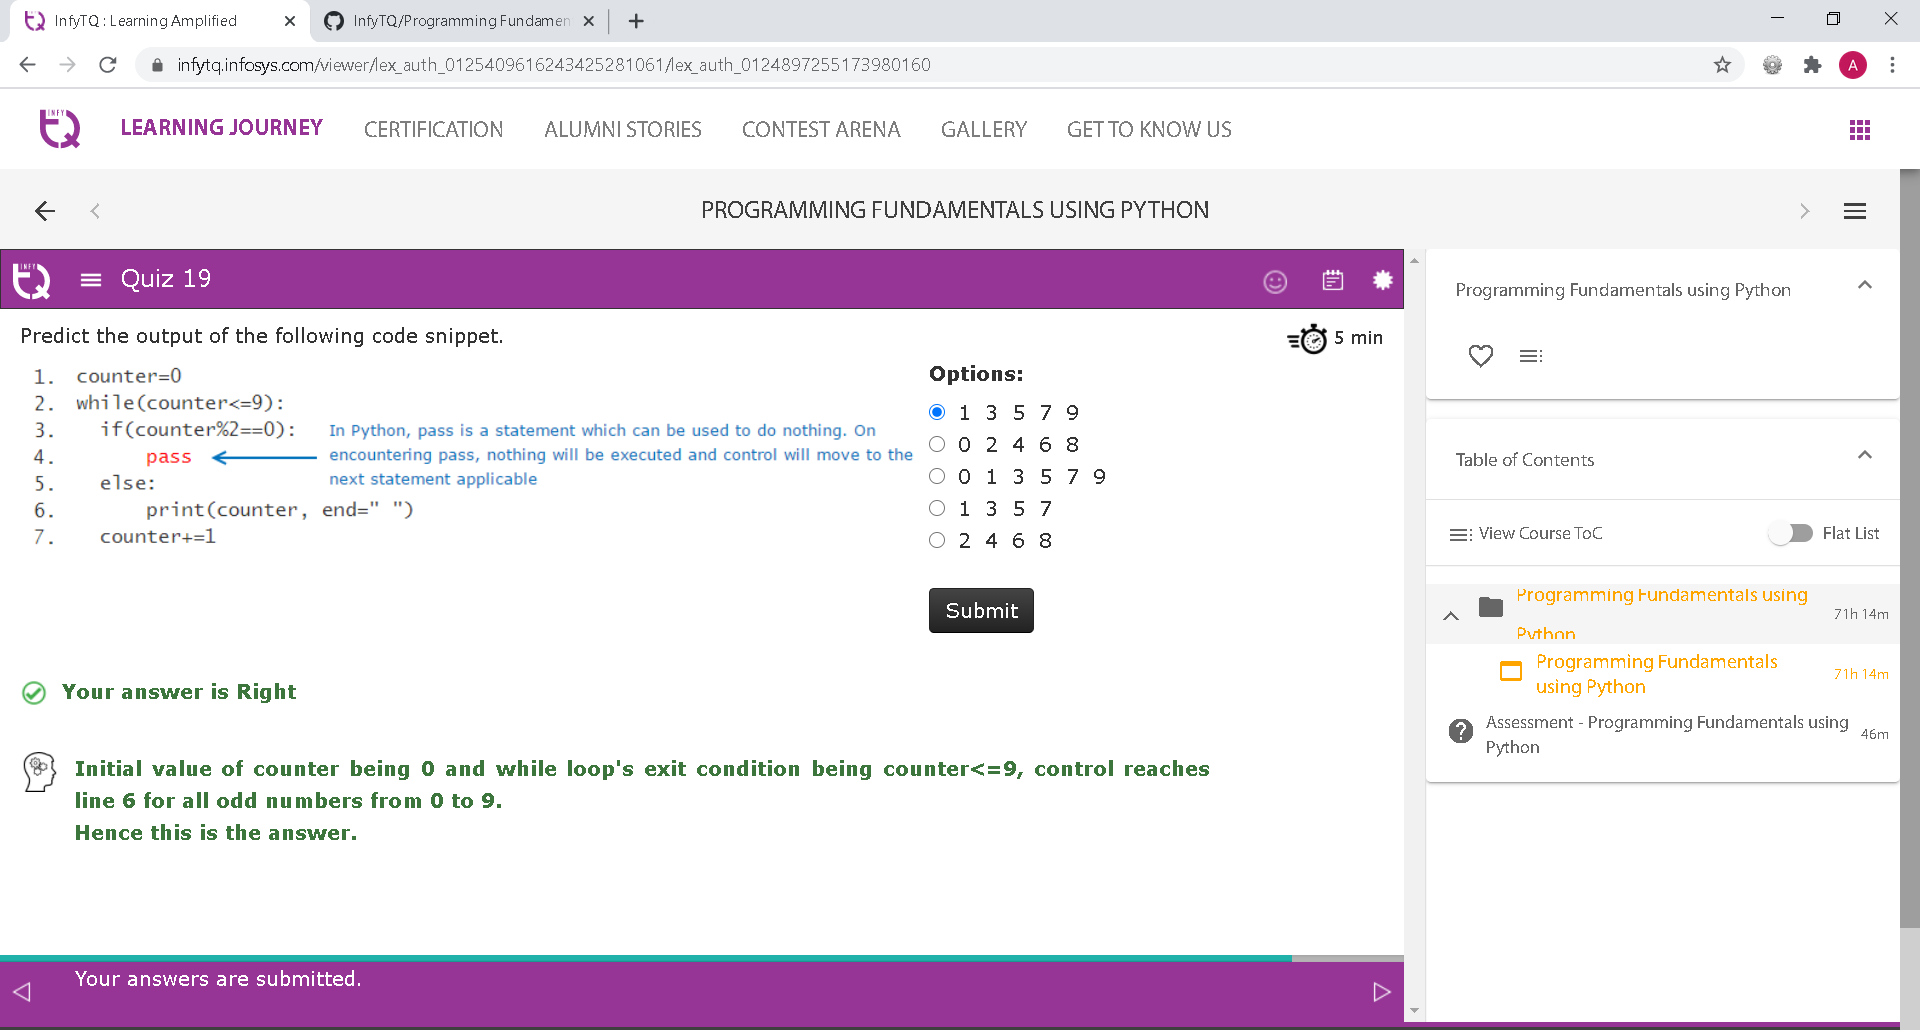 InfyTQ : Learning Amplified
InfyTQ/Programming Fundamen
infytq.infosys.com/viewer/lex_auth_0125409616243425281061/lex_auth_0124897255173980160
A
INFY
TQ
LEARNING JOURNEY
CERTIFICATION
ALUMNI STORIES
CONTEST ARENA
GALLERY
GET TO KNOW US
PROGRAMMING FUNDAMENTALS USING PYTHON
INFY
TQ
Quiz 19
Predict the output of the following code snippet.
5 min
1. counter=0
2. while(counter<=9):
3. if(counter%2==0):
4. pass
5. else:
6. print(counter, end=" ")
7. counter+=1
In Python, pass is a statement which can be used to do nothing. On
encountering pass, nothing will be executed and control will move to the
next statement applicable
Options:
1 3 5 7 9
0 2 4 6 8
0 1 3 5 7 9
1 3 5 7
2 4 6 8
Submit
Your answer is Right
Initial value of counter being 0 and while loop's exit condition being counter<=9, control reaches
line 6 for all odd numbers from 0 to 9.
Hence this is the answer.
Your answers are submitted.
Programming Fundamentals using Python
Table of Contents
View Course ToC
Flat List
Programming Fundamentals using
Python
71h 14m
Programming Fundamentals
using Python
71h 14m
Assessment - Programming Fundamentals using
Python
46m